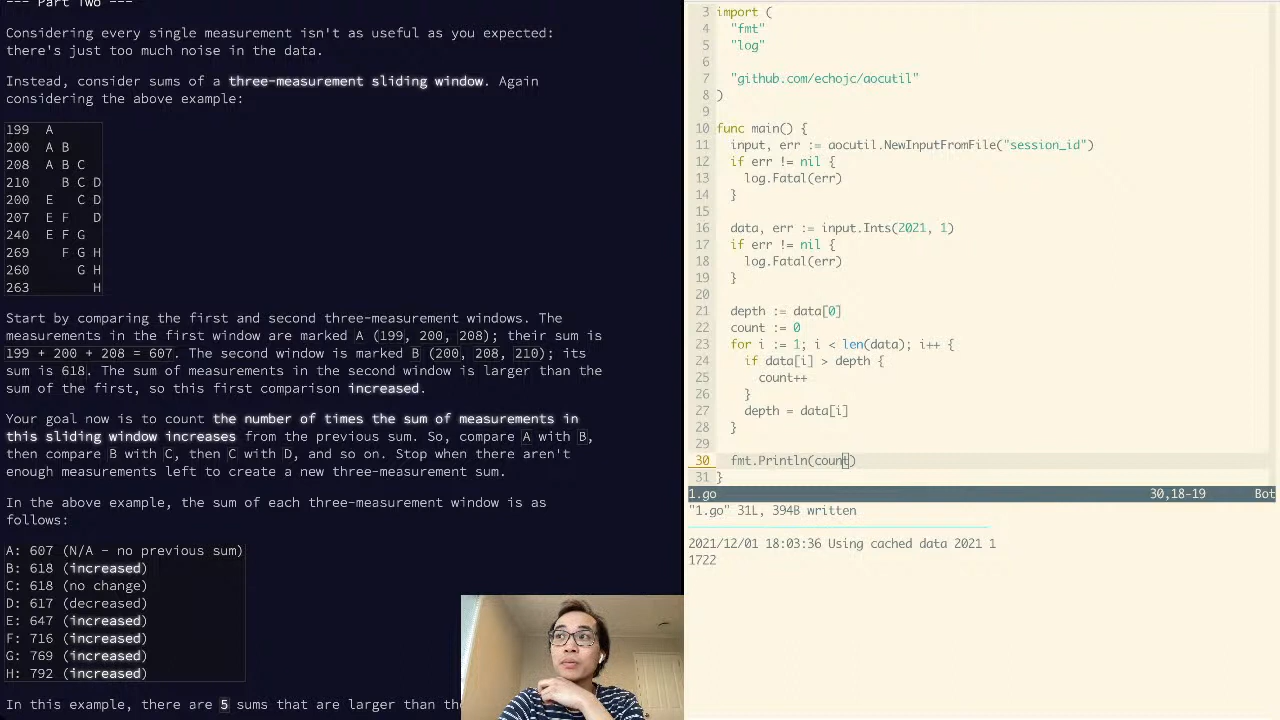 --- Part Two ---
Considering every single measurement isn't as useful as you expected:
there's just too much noise in the data.
Instead, consider sums of a three-measurement sliding window. Again
considering the above example:
199  A
200  A B
208  A B C
210    B C D
200  E   C D
207  E F   D
240  E F G
269    F G H
260      G H
263        H
Start by comparing the first and second three-measurement windows. The
measurements in the first window are marked A (199, 200, 208); their sum is
199 + 200 + 208 = 607. The second window is marked B (200, 208, 210); its
sum is 618. The sum of measurements in the second window is larger than the
sum of the first, so this first comparison increased.
Your goal now is to count the number of times the sum of measurements in
this sliding window increases from the previous sum. So, compare A with B,
then compare B with C, then C with D, and so on. Stop when there aren't
enough measurements left to create a new three-measurement sum.
In the above example, the sum of each three-measurement window is as
follows:
A: 607 (N/A - no previous sum)
B: 618 (increased)
C: 618 (no change)
D: 617 (decreased)
E: 647 (increased)
F: 716 (increased)
G: 769 (increased)
H: 792 (increased)
In this example, there are 5 sums that are larger than the
3 import (
4   "fmt"
5   "log"
6
7   "github.com/echojc/aocutil"
8 )
9
10 func main() {
11   input, err := aocutil.NewInputFromFile("session_id")
12   if err != nil {
13     log.Fatal(err)
14   }
15
16   data, err := input.Ints(2021, 1)
17   if err != nil {
18     log.Fatal(err)
19   }
20
21   depth := data[0]
22   count := 0
23   for i := 1; i < len(data); i++ {
24     if data[i] > depth {
25       count++
26     }
27     depth = data[i]
28   }
29
30   fmt.Println(count)
31 }
1.go 30,18-19 Bot
"1.go" 31L, 394B written
2021/12/01 18:03:36 Using cached data 2021 1
1722